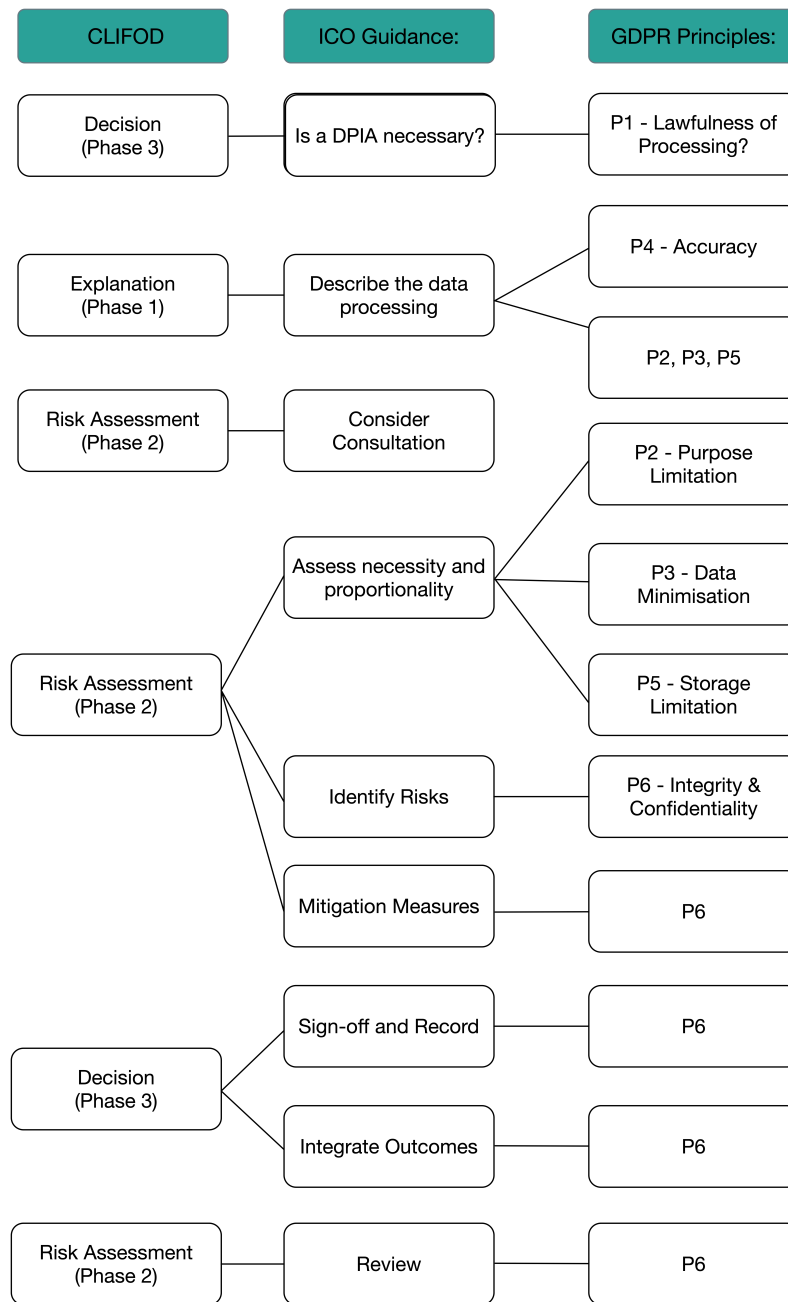 CLIFOD
ICO Guidance:
GDPR Principles:
Decision
(Phase 3)
Is a DPIA necessary?
P1 - Lawfulness of
Processing?
P4 - Accuracy
Explanation
(Phase 1)
Describe the data
processing
P2, P3, P5
Risk Assessment
(Phase 2)
Consider
Consultation
P2 - Purpose
Limitation
Assess necessity and
proportionality
P3 - Data
Minimisation
Risk Assessment
(Phase 2)
P5 - Storage
Limitation
Identify Risks
P6 - Integrity &
Confidentiality
Mitigation Measures
P6
Sign-off and Record
P6
Decision
(Phase 3)
Integrate Outcomes
P6
Risk Assessment
(Phase 2)
Review
P6